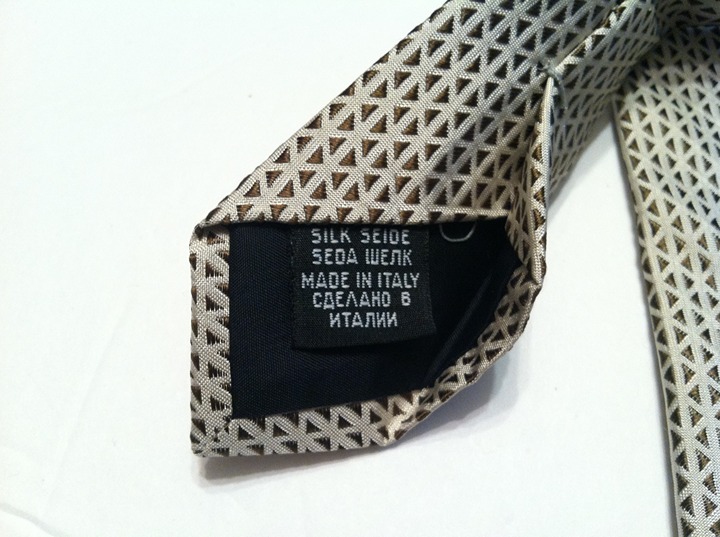 SILK SEIDE
SEDA ШЕЛК
MADE IN ITALY
СДЕЛАНО В
ИТАЛИИ